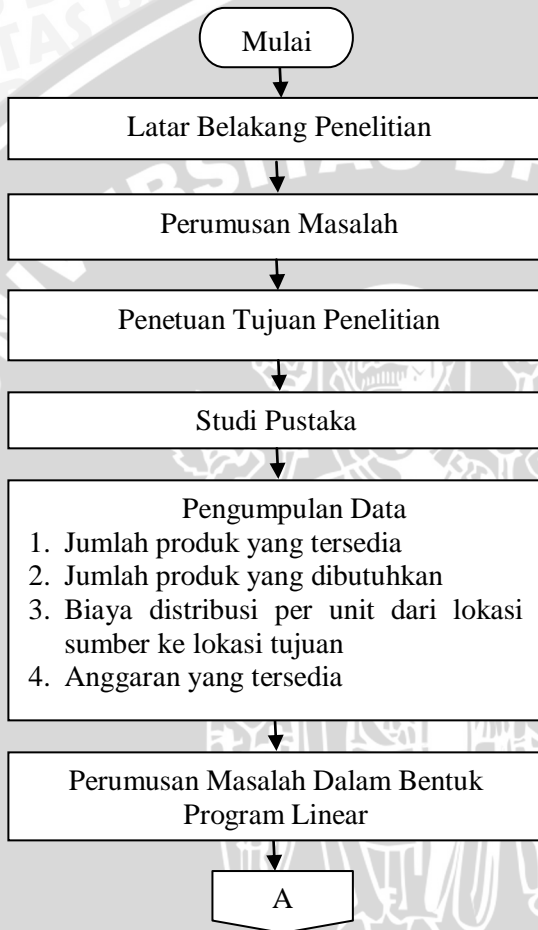 Mulai
Latar Belakang Penelitian
Perumusan Masalah
Penetuan Tujuan Penelitian
Studi Pustaka
Pengumpulan Data
1. Jumlah produk yang tersedia
2. Jumlah produk yang dibutuhkan
3. Biaya distribusi per unit dari lokasi
sumber ke lokasi tujuan
4. Anggaran yang tersedia
Perumusan Masalah Dalam Bentuk
Program Linear
A